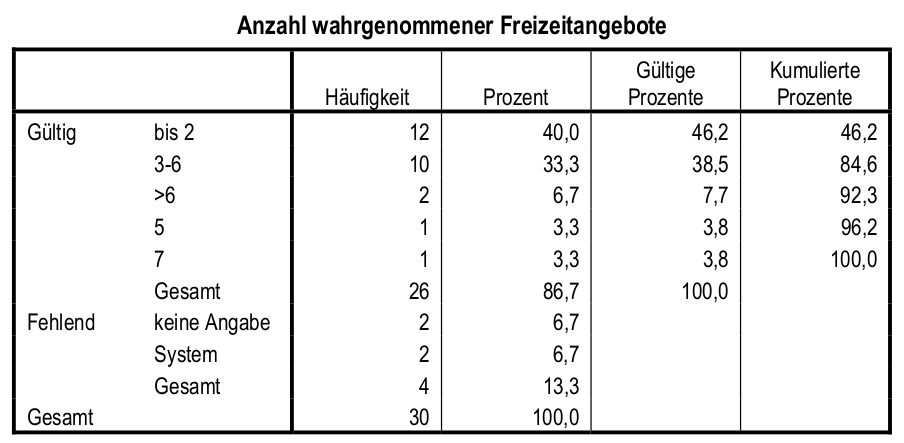 Anzahl wahrgenommener Freizeitangebote
Häufigkeit Prozent Gültige Prozente Kumulierte Prozente
Gültig bis 2 12 40,0 46,2 46,2
3-6 10 33,3 38,5 84,6
>6 2 6,7 7,7 92,3
5 1 3,3 3,8 96,2
7 1 3,3 3,8 100,0
Gesamt 26 86,7 100,0
Fehlend keine Angabe 2 6,7
System 2 6,7
Gesamt 4 13,3
Gesamt 30 100,0